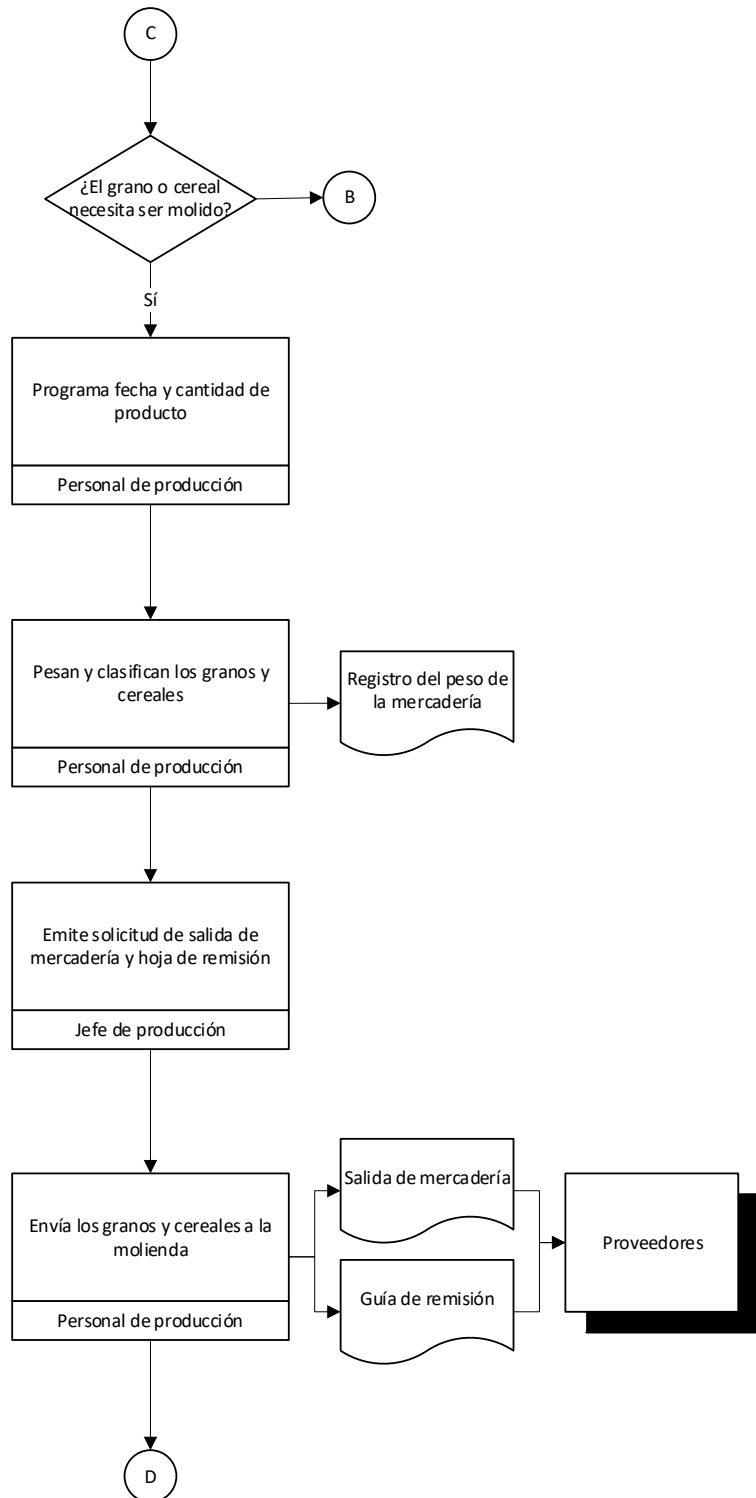 C
¿El grano o cereal
necesita ser molido?
B
Sí
Programa fecha y cantidad de
producto
Personal de producción
Pesan y clasifican los granos y
cereales
Personal de producción
Registro del peso de
la mercadería
Emite solicitud de salida de
mercadería y hoja de remisión
Jefe de producción
Envía los granos y cereales a la
molienda
Personal de producción
Salida de mercadería
Guía de remisión
Proveedores
D